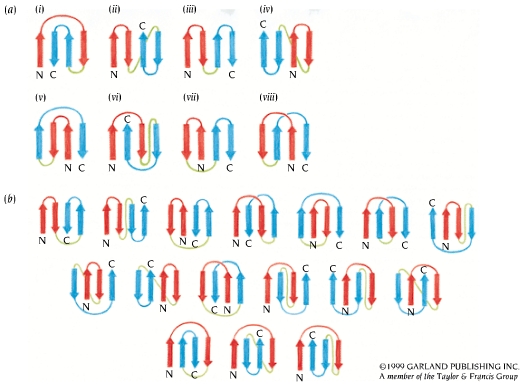 (a) (i) (ii) (iii) (iv)
C C
N C N N C N
(v) (vi) (vii) (viii)
C
N C N N C N C
(b)
C C
N C N N C N C N C N C N
C C C C C
N N C N N N N
C C
N C N N
©1999 GARLAND PUBLISHING INC.
A member of the Taylor & Francis Group